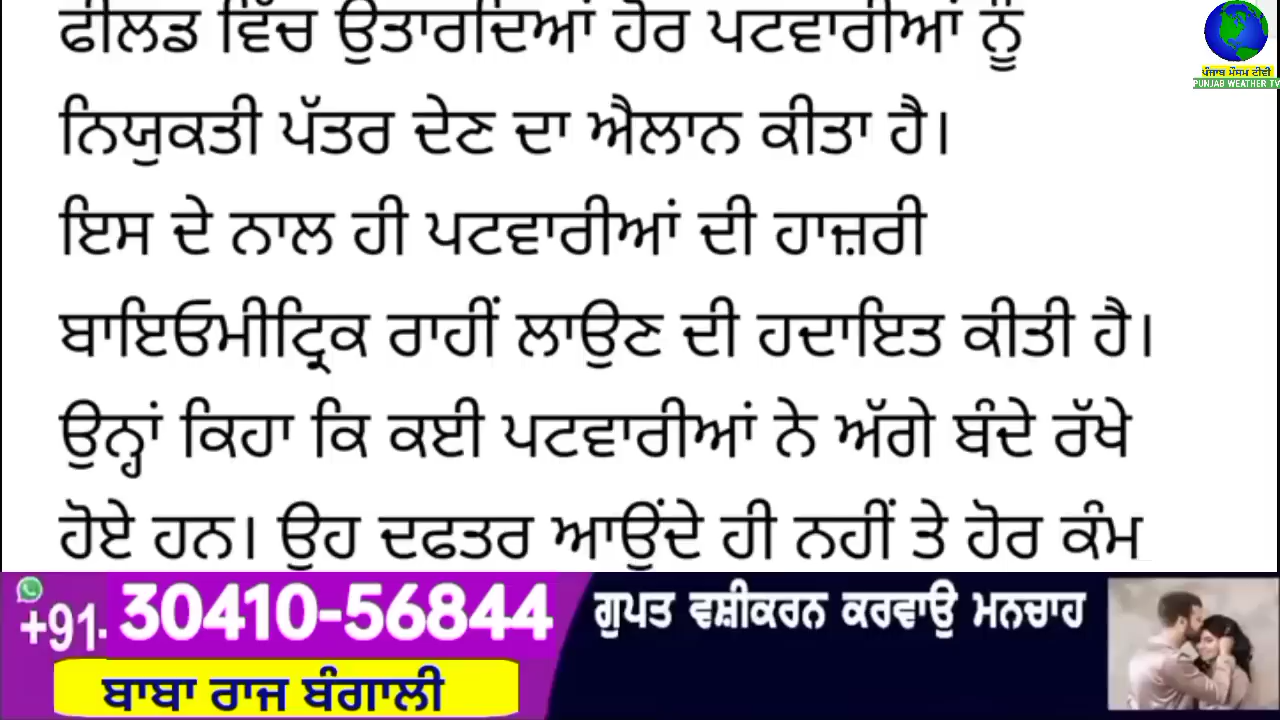 ਫੀਲਡ ਵਿੱਚ ਉਤਾਰਦਿਆਂ ਹੋਰ ਪਟਵਾਰੀਆਂ ਨੂੰ
ਨਿਯੁਕਤੀ ਪੱਤਰ ਦੇਣ ਦਾ ਐਲਾਨ ਕੀਤਾ ਹੈ।
ਇਸ ਦੇ ਨਾਲ ਹੀ ਪਟਵਾਰੀਆਂ ਦੀ ਹਾਜ਼ਰੀ
ਬਾਇਓਮੀਟ੍ਰਿਕ ਰਾਹੀਂ ਲਾਉਣ ਦੀ ਹਦਾਇਤ ਕੀਤੀ ਹੈ।
ਉਨ੍ਹਾਂ ਕਿਹਾ ਕਿ ਕਈ ਪਟਵਾਰੀਆਂ ਨੇ ਅੱਗੇ ਬੰਦੇ ਰੱਖੇ
ਹੋਏ ਹਨ। ਉਹ ਦਫਤਰ ਆਉਂਦੇ ਹੀ ਨਹੀਂ ਤੇ ਹੋਰ ਕੰਮ
ਪੰਜਾਬ ਮੌਸਮ ਟੀਵੀ
PUNJAB WEATHER TV
+91- 30410-56844
ਬਾਬਾ ਰਾਜ ਬੰਗਾਲੀ
ਗੁਪਤ ਵਸ਼ੀਕਰਨ ਕਰਵਾਉ ਮਨਚਾਹ